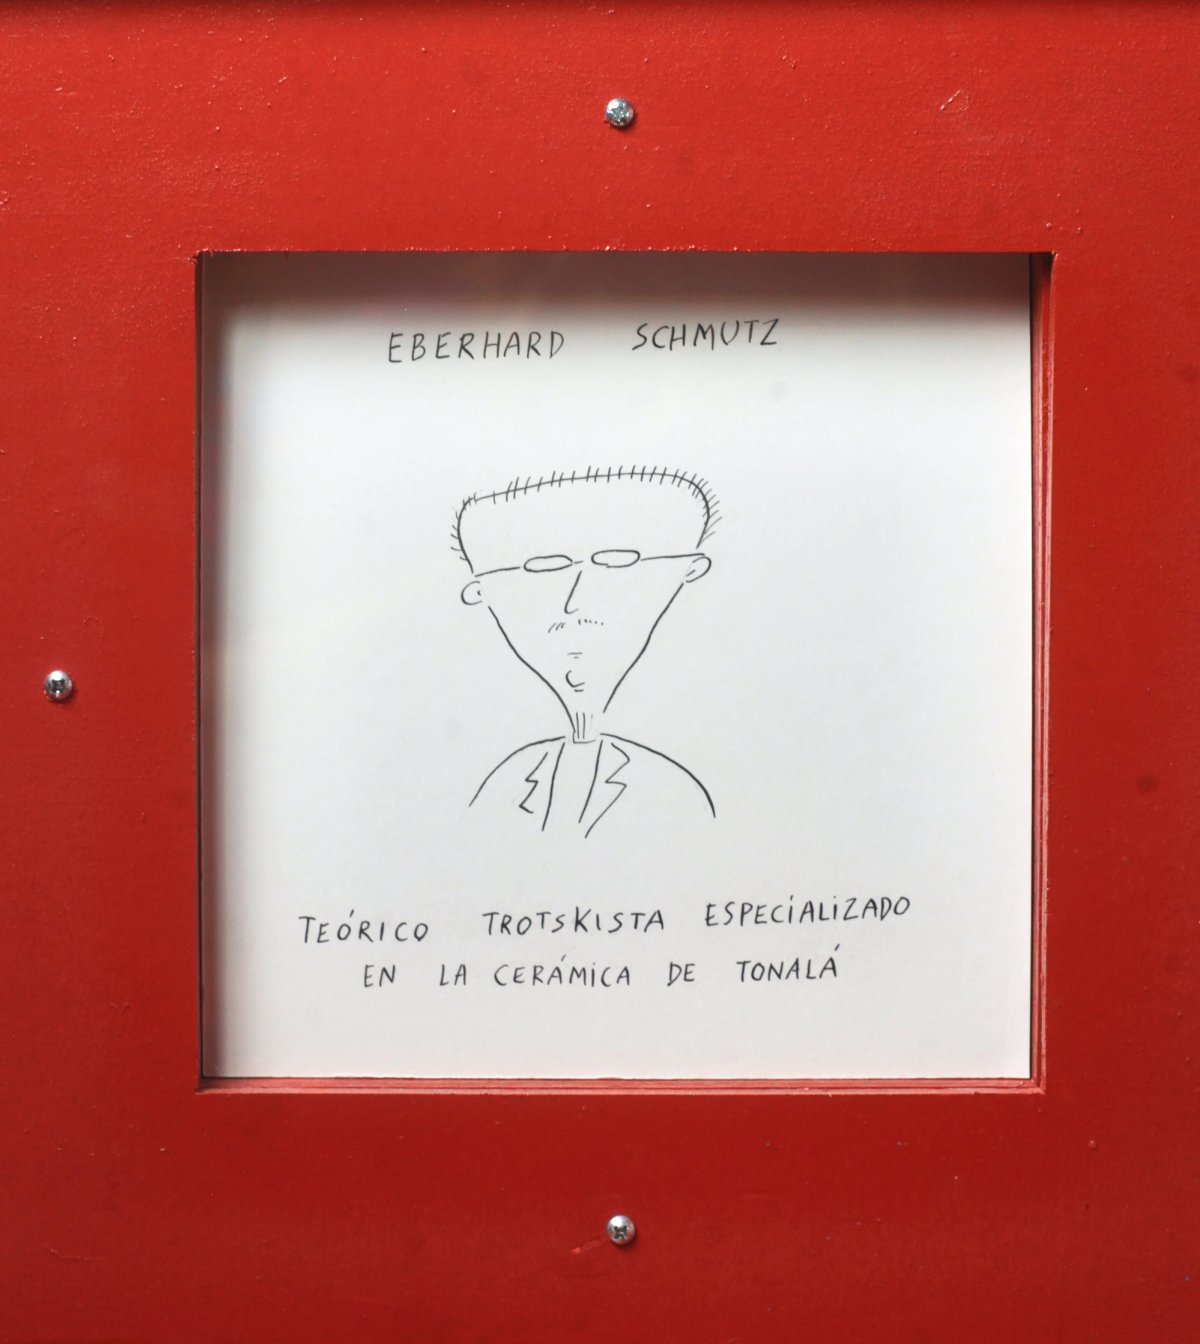 EBERHARD SCHMUTZ
TEÓRICO TROTSKISTA ESPECIALIZADO
EN LA CERÁMICA DE TONALÁ